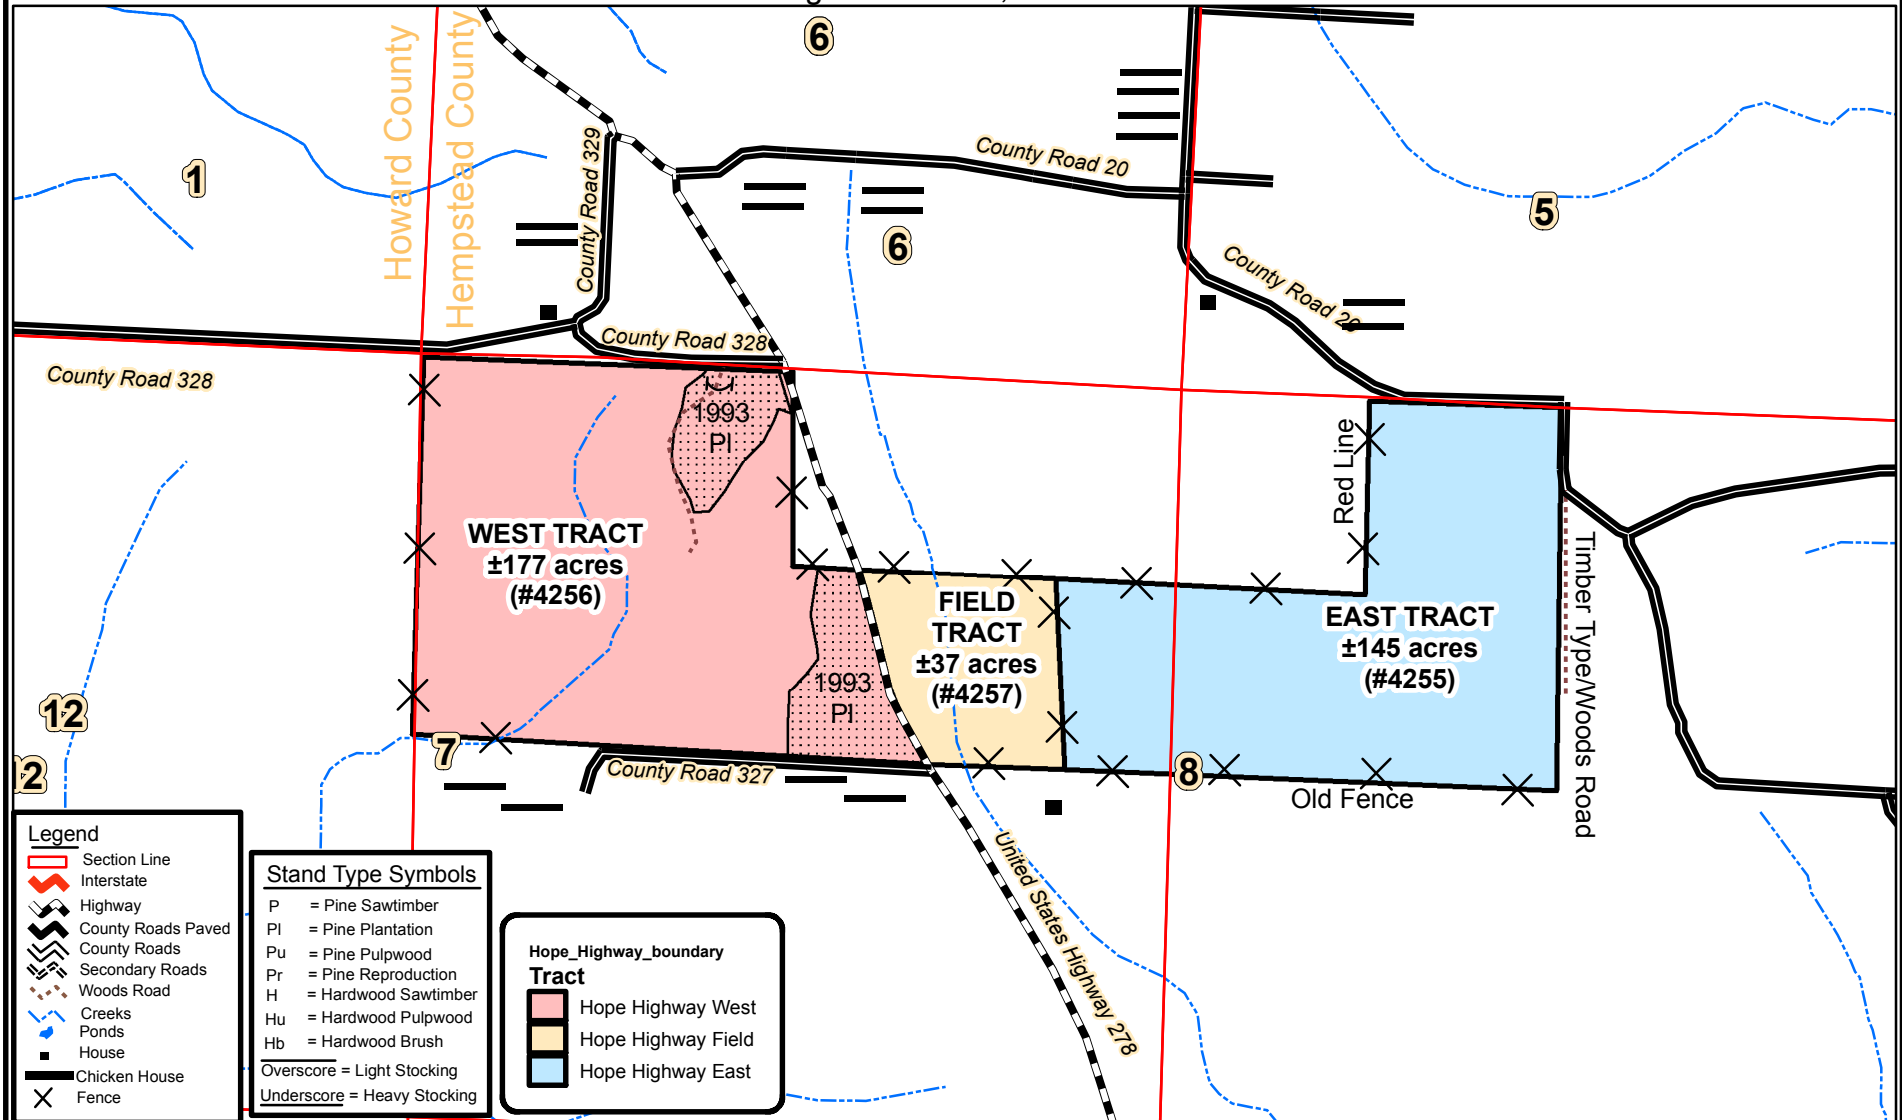 6
Howard County
Hempstead County
1
County Road 329
County Road 20
6
5
County Road 20
County Road 328
County Road 328
1993
Pl
Red Line
WEST TRACT
±177 acres
(#4256)
FIELD
TRACT
±37 acres
(#4257)
EAST TRACT
±145 acres
(#4255)
Timber Type/Woods Road
1993
Pl
12
7
12
8
County Road 327
Old Fence
United States Highway 278
Legend
Section Line
Interstate
Highway
County Roads Paved
County Roads
Secondary Roads
Woods Road
Creeks
Ponds
House
Chicken House
Fence
Stand Type Symbols
P = Pine Sawtimber
Pl = Pine Plantation
Pu = Pine Pulpwood
Pr = Pine Reproduction
H = Hardwood Sawtimber
Hu = Hardwood Pulpwood
Hb = Hardwood Brush
Overscore = Light Stocking
Underscore = Heavy Stocking
Hope_Highway_boundary
Tract
Hope Highway West
Hope Highway Field
Hope Highway East